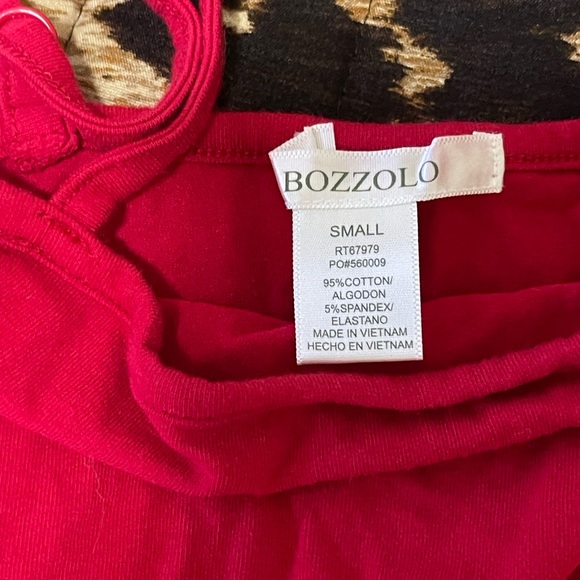 BOZZOLO
SMALL
RT67979
PO#560009
95%COTTON/
ALGODON
5%SPANDEX/
ELASTANO
MADE IN VIETNAM
HECHO EN VIETNAM